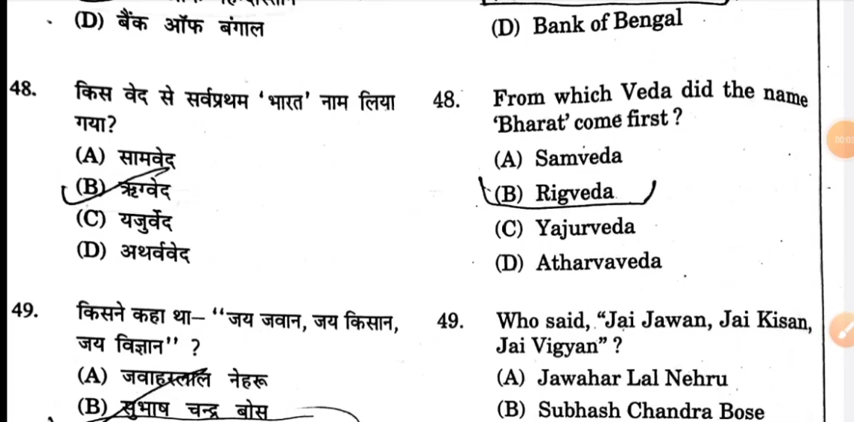 (D) बैंक ऑफ बंगाल
48. किस वेद से सर्वप्रथम 'भारत' नाम लिया
गया?
(A) सामवेद
(B) ऋग्वेद
(C) यजुर्वेद
(D) अथर्ववेद
49. किसने कहा था– "जय जवान, जय किसान,
जय विज्ञान" ?
(A) जवाहरलाल नेहरू
(B) सुभाष चन्द्र बोस
(D) Bank of Bengal
48. From which Veda did the name
'Bharat' come first ?
(A) Samveda
(B) Rigveda
(C) Yajurveda
(D) Atharvaveda
49. Who said, "Jai Jawan, Jai Kisan,
Jai Vigyan" ?
(A) Jawahar Lal Nehru
(B) Subhash Chandra Bose